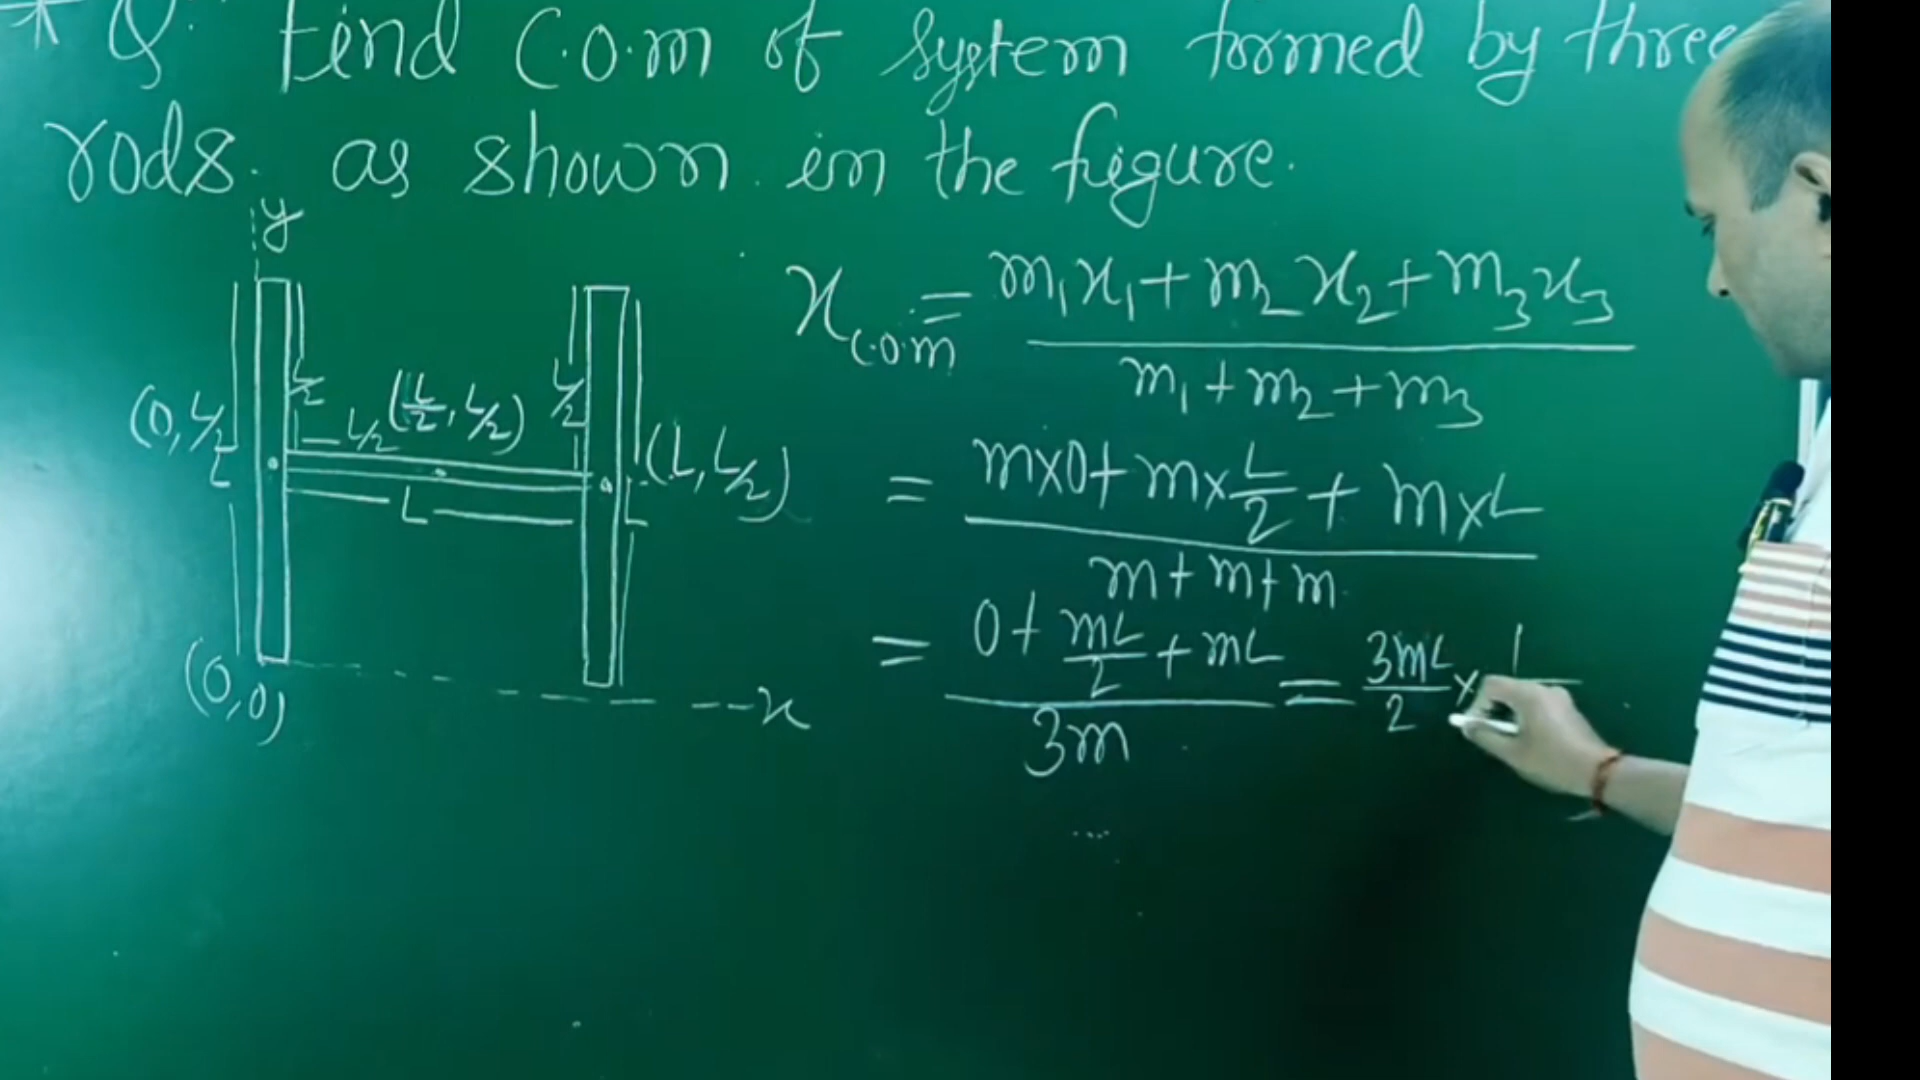 * Q. Find C.O.M of System formed by three
rods. as shown in the figure.
y
(0, L/2)
L
L/2
L/2
(L/2, L/2)
L/2
(L, L/2)
L
L
(0,0)
x
x C.O.M = m₁x₁ + m₂x₂ + m₃x₃ / m₁ + m₂ + m₃
= m×0 + m×L/2 + m×L / m + m + m
= 0 + mL/2 + mL / 3m = 3mL/2 × 1